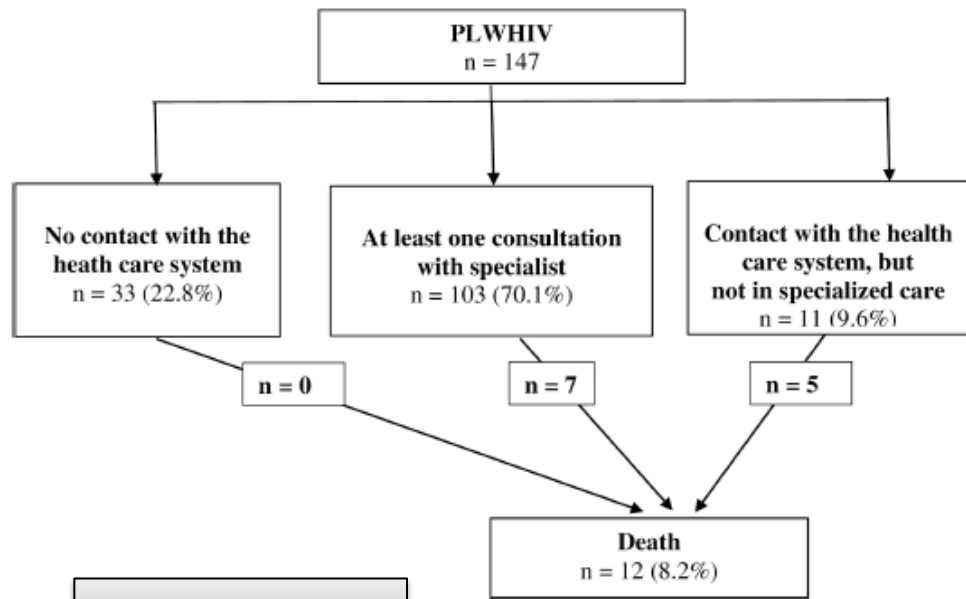 PLWHIV
n = 147
No contact with the
heath care system
n = 33 (22.8%)
At least one consultation
with specialist
n = 103 (70.1%)
Contact with the health
care system, but
not in specialized care
n = 11 (9.6%)
n = 0
n = 7
n = 5
Death
n = 12 (8.2%)